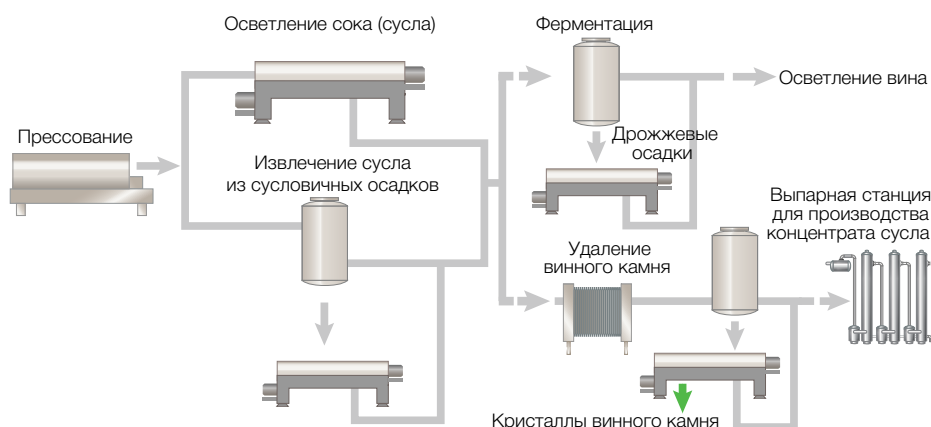 Осветление сока (сусла)
Ферментация
Осветление вина
Прессование
Дрожжевые
осадки
Извлечение сусла
из сусловичных осадков
Выпарная станция
для производства
концентрата сусла
Удаление
винного камня
Кристаллы винного камня